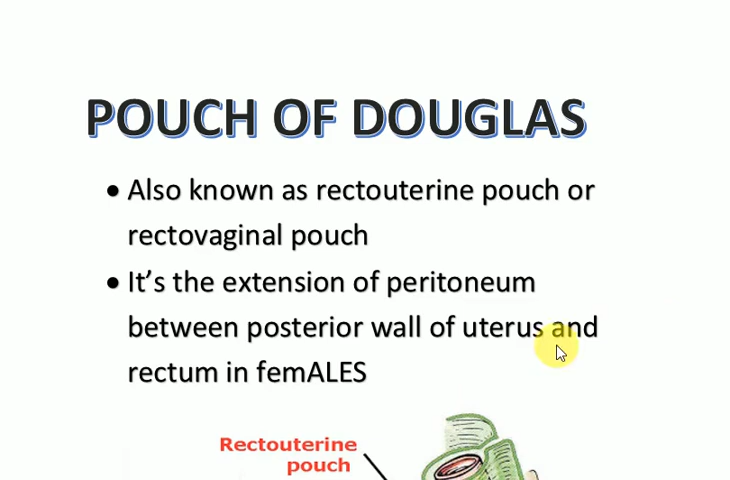 POUCH OF DOUGLAS
• Also known as rectouterine pouch or
rectovaginal pouch
• It’s the extension of peritoneum
between posterior wall of uterus and
rectum in femALES
Rectouterine
pouch